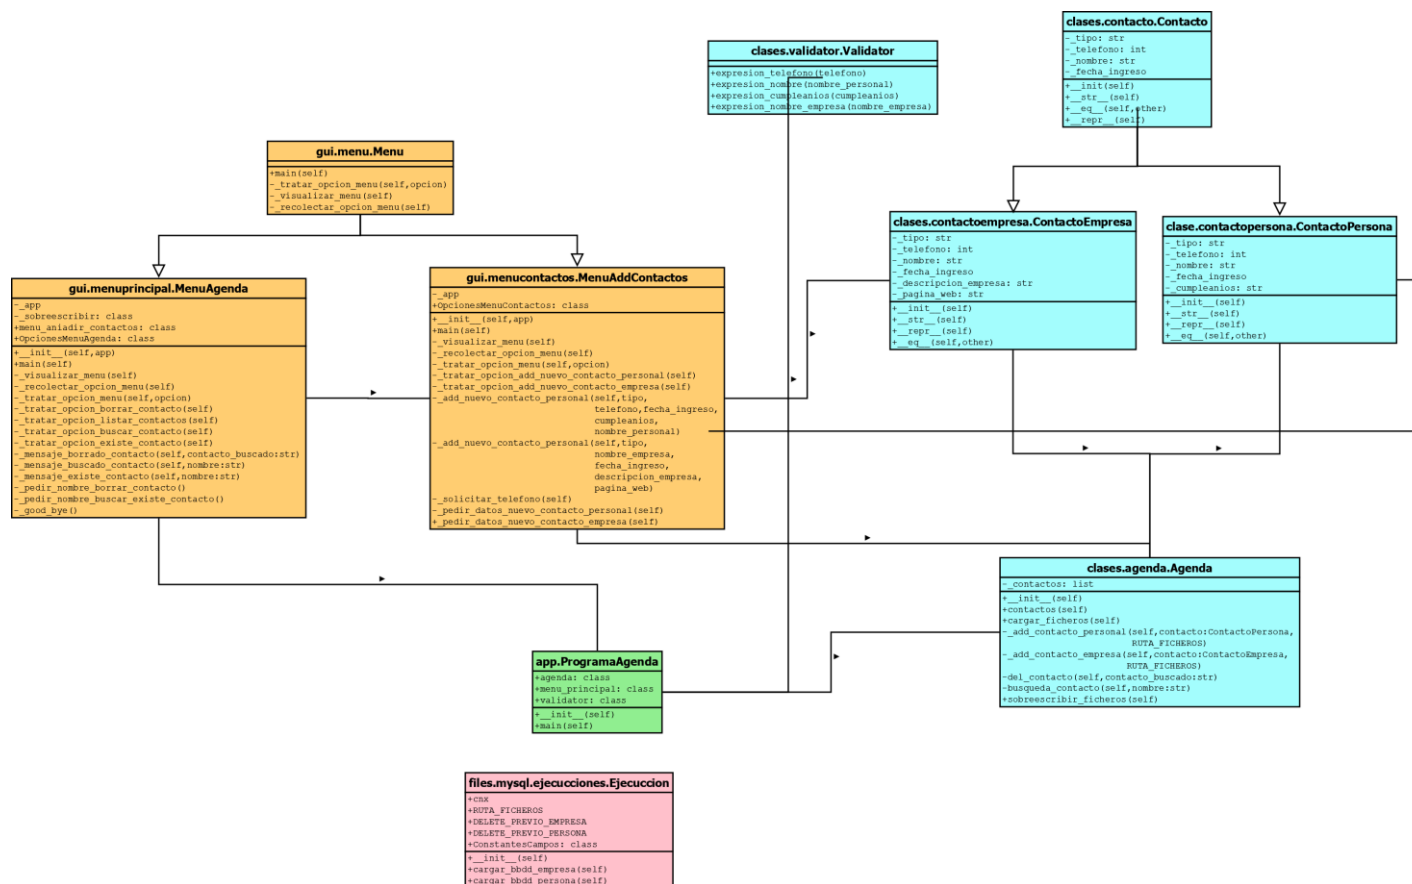 clases.contacto.Contacto
-_tipo: str
-_telefono: int
-_nombre: str
-_fecha_ingreso
+__init(self)
+__str__(self)
+__eq__(self,other)
+__repr__(self)
clases.validator.Validator
+expresion_telefono(telefono)
+expresion_nombre(nombre_personal)
+expresion_cumpleanios(cumpleanios)
+expresion_nombre_empresa(nombre_empresa)
gui.menu.Menu
+main(self)
-_tratar_opcion_menu(self,opcion)
-_visualizar_menu(self)
-_recolectar_opcion_menu(self)
clases.contactoempresa.ContactoEmpresa
-_tipo: str
-_telefono: int
-_nombre: str
-_fecha_ingreso
-_descripcion_empresa: str
-_pagina_web: str
+__init__(self)
+__str__(self)
+__repr__(self)
+__eq__(self,other)
clase.contactopersona.ContactoPersona
-_tipo: str
-_telefono: int
-_nombre: str
-_fecha_ingreso
-_cumpleanios: str
+__init__(self)
+__str__(self)
+__repr__(self)
+__eq__(self,other)
gui.menuprincipal.MenuAgenda
-_app
-_sobreescribir: class
+menu_aniadir_contactos: class
+OpcionesMenuAgenda: class
+__init__(self,app)
+main(self)
-_visualizar_menu(self)
-_recolectar_opcion_menu(self)
-_tratar_opcion_menu(self,opcion)
-_tratar_opcion_borrar_contacto(self)
-_tratar_opcion_listar_contactos(self)
-_tratar_opcion_buscar_contacto(self)
-_tratar_opcion_existe_contacto(self)
-_mensaje_borrado_contacto(self,contacto_buscado:str)
-_mensaje_buscado_contacto(self,nombre:str)
-_mensaje_existe_contacto(self,nombre:str)
-_pedir_nombre_borrar_contacto()
-_pedir_nombre_buscar_existe_contacto()
-_good_bye()
gui.menucontactos.MenuAddContactos
-_app
+OpcionesMenuContactos: class
+__init__(self,app)
+main(self)
-_visualizar_menu(self)
-_recolectar_opcion_menu(self)
-_tratar_opcion_menu(self,opcion)
-_tratar_opcion_add_nuevo_contacto_personal(self)
-_tratar_opcion_add_nuevo_contacto_empresa(self)
-_add_nuevo_contacto_personal(self,tipo,
telefono,fecha_ingreso,
cumpleanios,
nombre_personal)
-_add_nuevo_contacto_personal(self,tipo,
nombre_empresa,
fecha_ingreso,
descripcion_empresa,
pagina_web)
-_solicitar_telefono(self)
-_pedir_datos_nuevo_contacto_personal(self)
+_pedir_datos_nuevo_contacto_empresa(self)
clases.agenda.Agenda
-_contactos: list
+__init__(self)
+contactos(self)
+cargar_ficheros(self)
-_add_contacto_personal(self,contacto:ContactoPersona,
RUTA_FICHEROS)
-_add_contacto_empresa(self,contacto:ContactoEmpresa,
RUTA_FICHEROS)
-del_contacto(self,contacto_buscado:str)
-busqueda_contacto(self,nombre:str)
+sobreescribir_ficheros(self)
app.ProgramaAgenda
+agenda: class
+menu_principal: class
+validator: class
+__init__(self)
+main(self)
files.mysql.ejecucciones.Ejecuccion
+cnx
+RUTA_FICHEROS
+DELETE_PREVIO_EMPRESA
+DELETE_PREVIO_PERSONA
+ConstantesCampos: class
+__init__(self)
+cargar_bbdd_empresa(self)
+cargar_bbdd_persona(self)